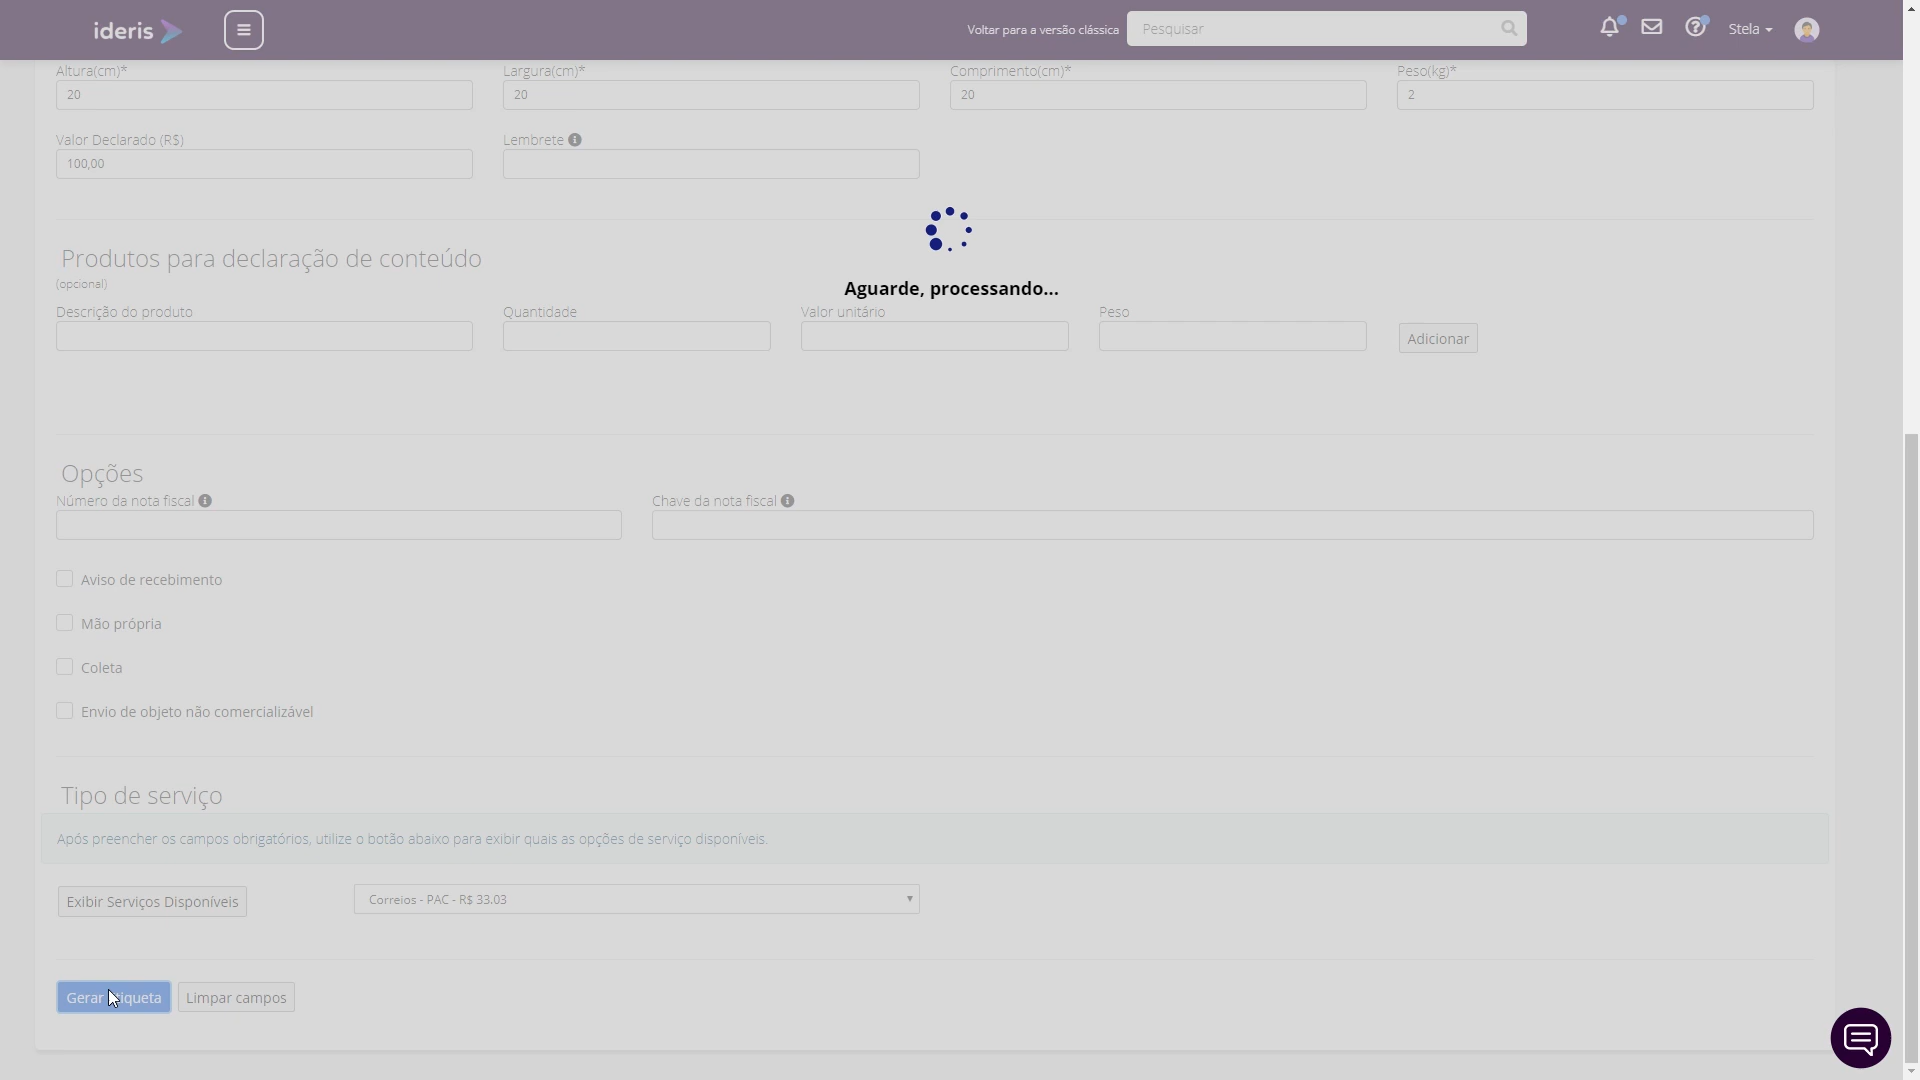 ideris
Voltar para a versão clássica
Pesquisar
Stela
Altura(cm)*
Largura(cm)*
Comprimento(cm)*
Peso(kg)*
20
20
20
2
Valor Declarado (R$)
Lembrete
100,00
Produtos para declaração de conteúdo
(opcional)
Aguarde, processando...
Descrição do produto
Quantidade
Valor unitário
Peso
Adicionar
Opções
Número da nota fiscal
Chave da nota fiscal
Aviso de recebimento
Mão própria
Coleta
Envio de objeto não comercializável
Tipo de serviço
Após preencher os campos obrigatórios, utilize o botão abaixo para exibir quais as opções de serviço disponíveis.
Exibir Serviços Disponíveis
Correios - PAC - R$ 33.03
Gerar etiqueta
Limpar campos